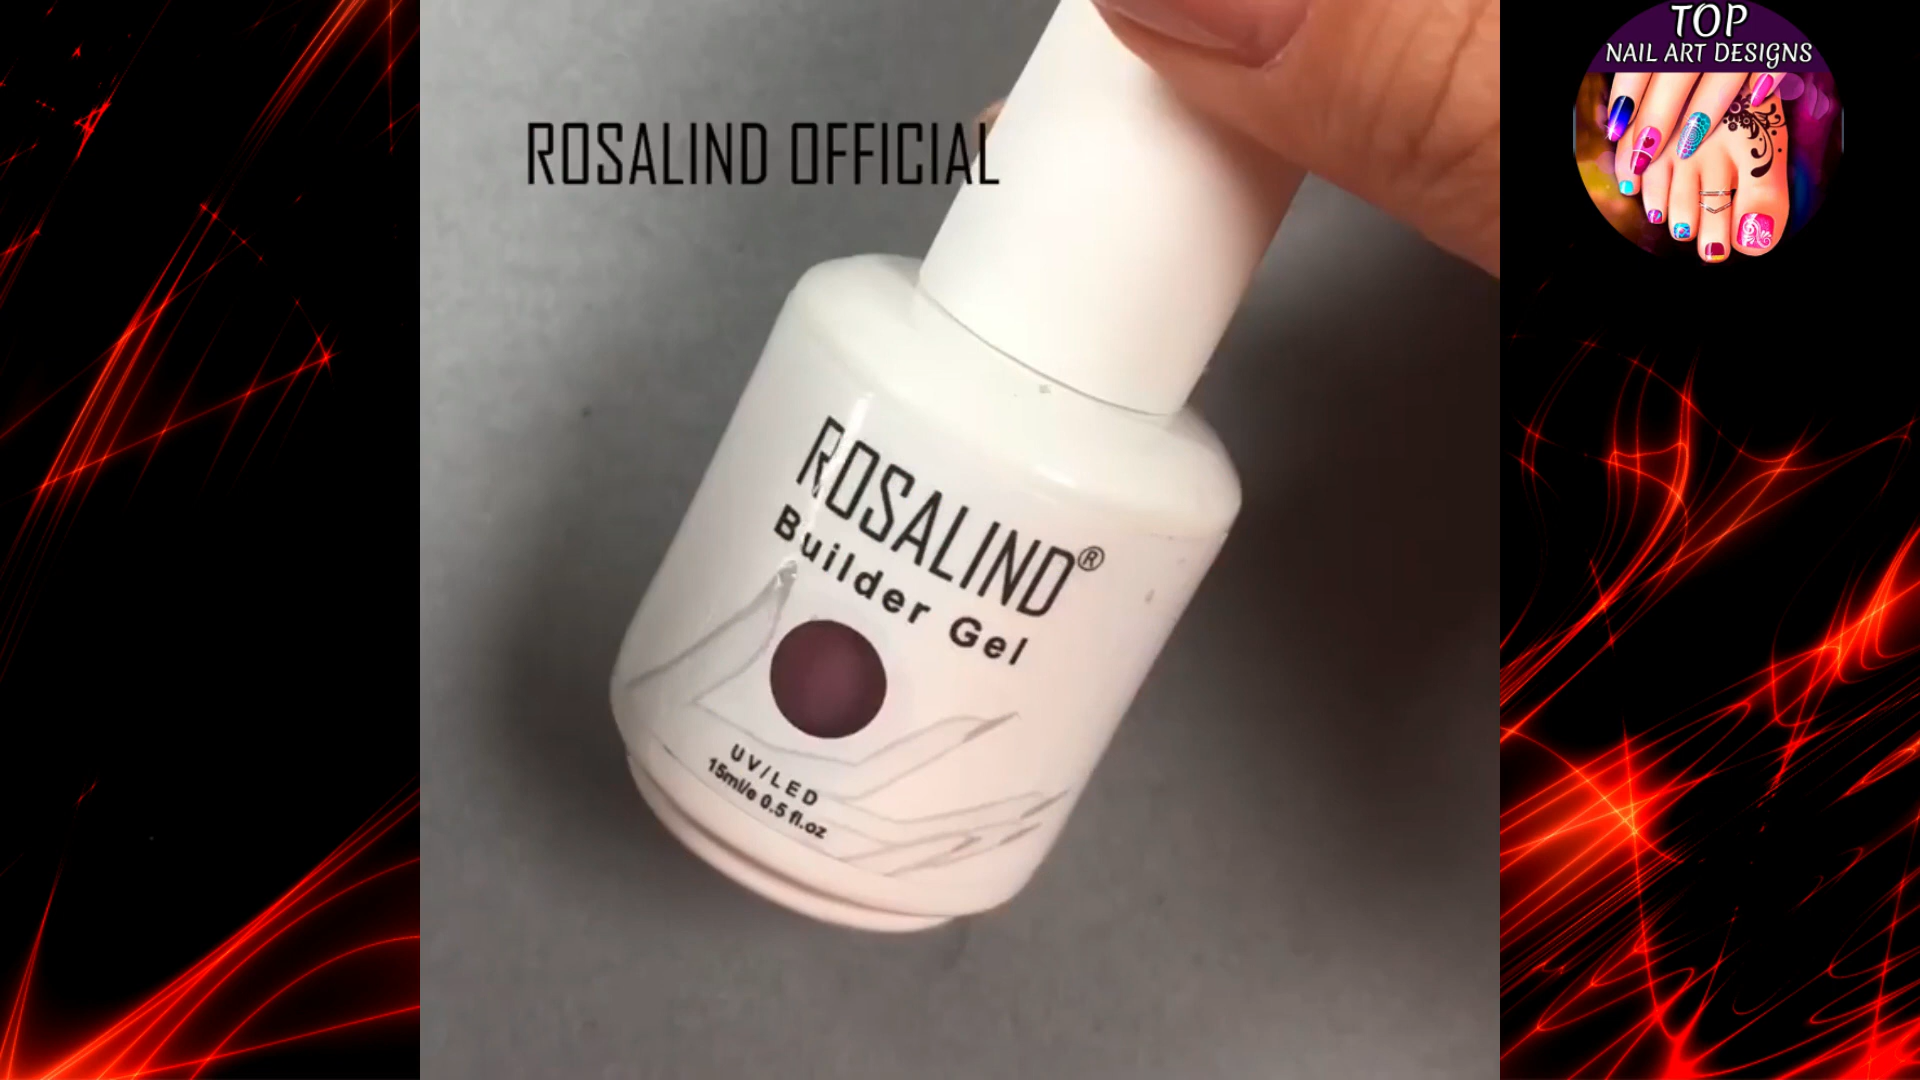 TOP
NAIL ART DESIGNS
ROSALIND OFFICIAL
ROSALIND®
Builder Gel
UV/LED
15ml/e 0.5 fl.oz